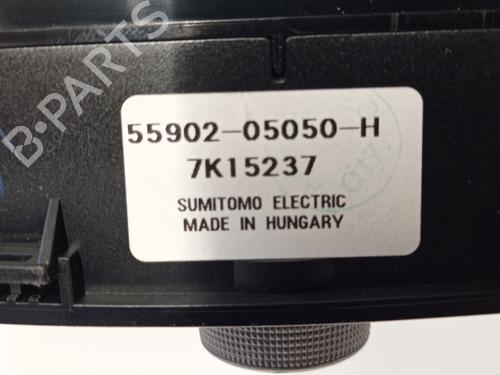 B-PARTS
55902-05050-H
7K15237
SUMITOMO ELECTRIC
MADE IN HUNGARY